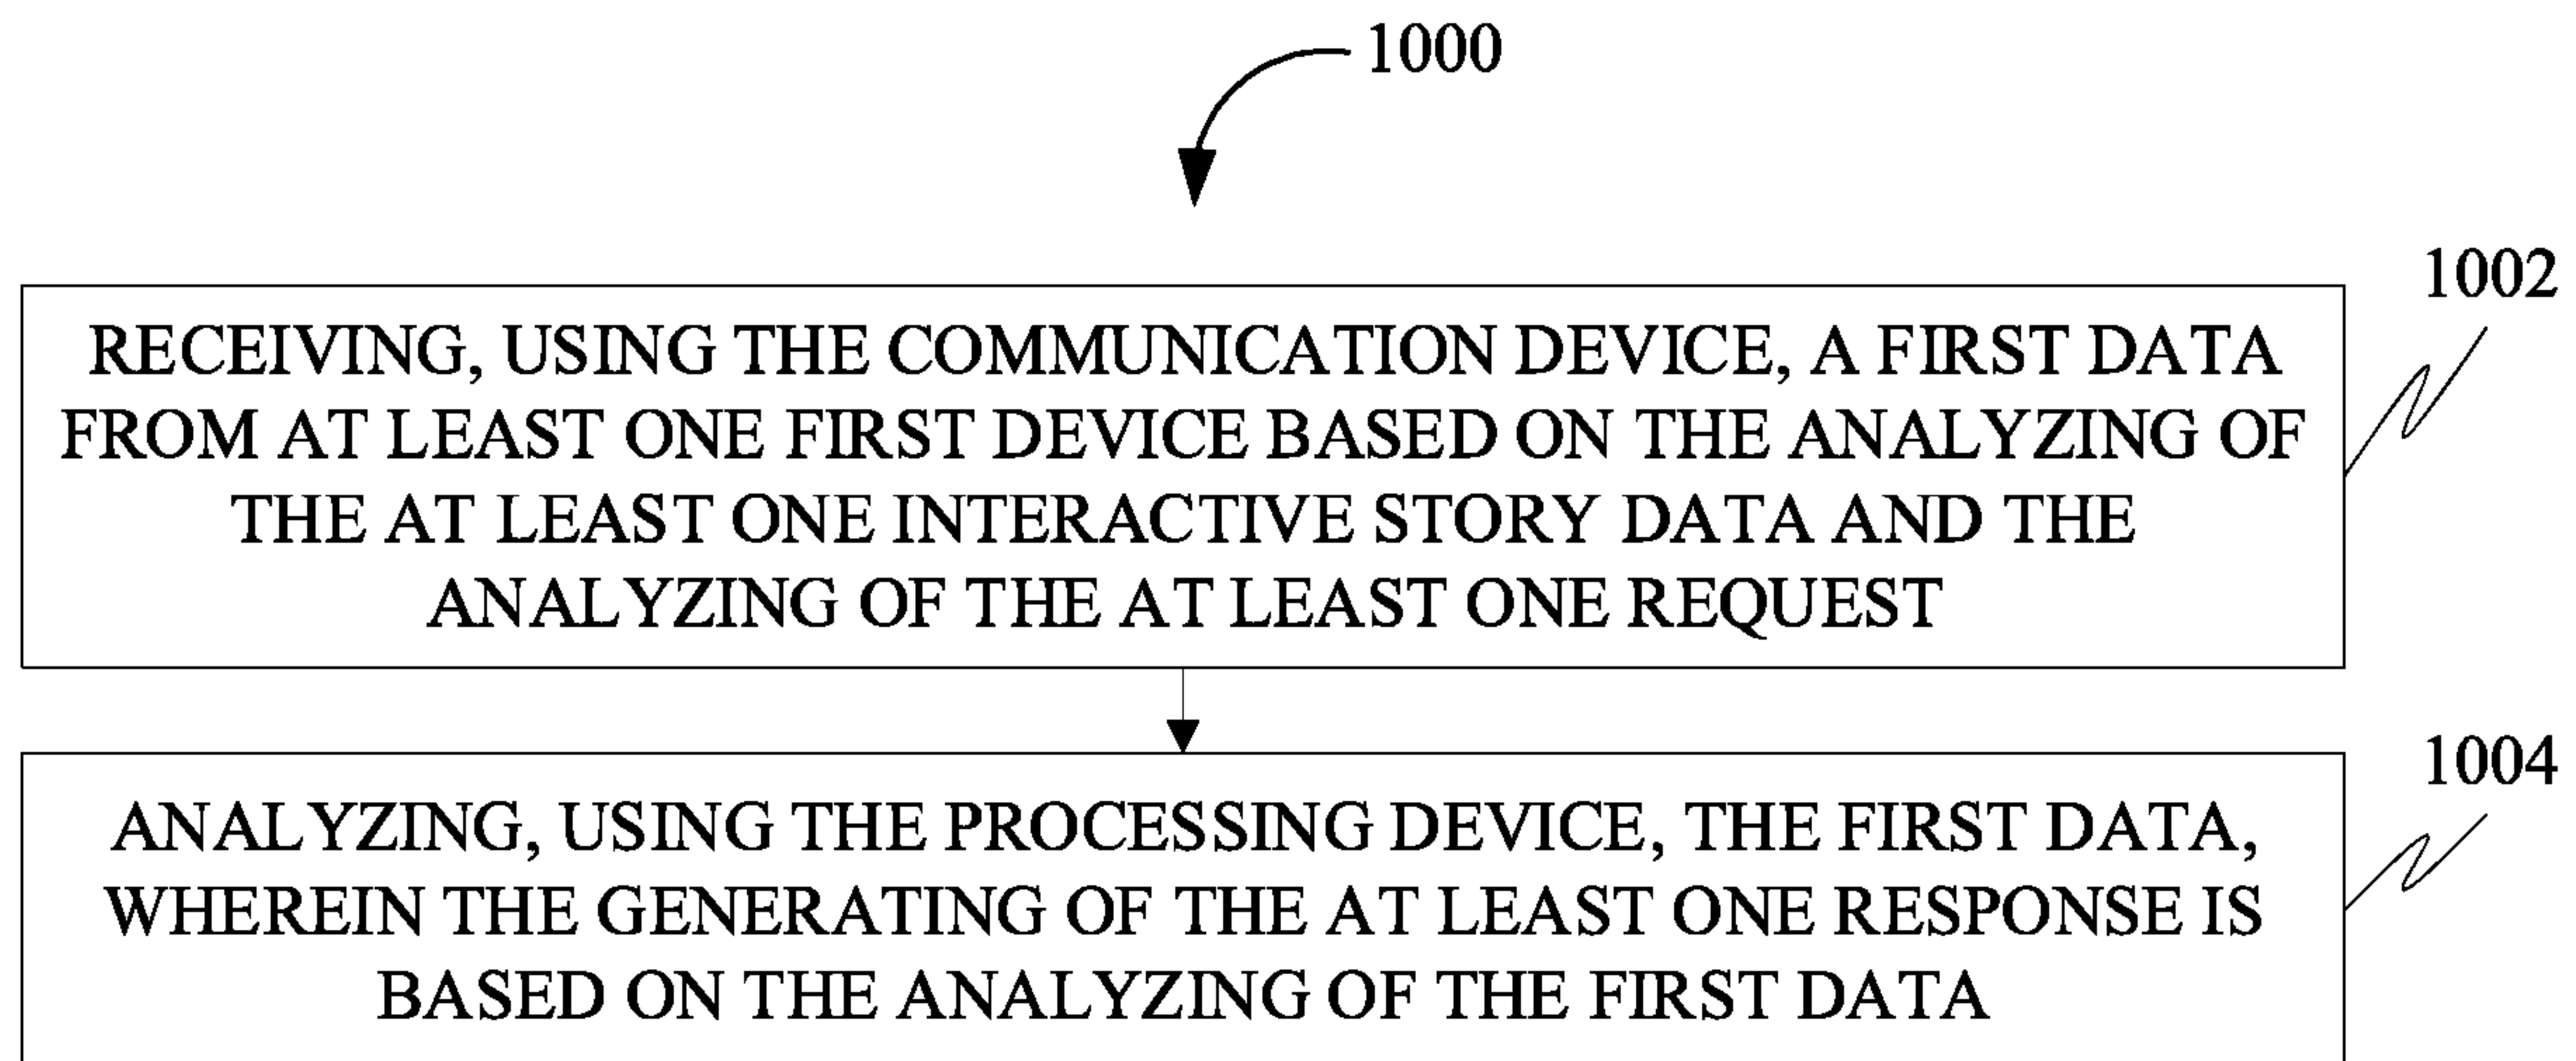 1000
1002
RECEIVING, USING THE COMMUNICATION DEVICE, A FIRST DATA
FROM AT LEAST ONE FIRST DEVICE BASED ON THE ANALYZING OF
THE AT LEAST ONE INTERACTIVE STORY DATA AND THE
ANALYZING OF THE AT LEAST ONE REQUEST
1004
ANALYZING, USING THE PROCESSING DEVICE, THE FIRST DATA,
WHEREIN THE GENERATING OF THE AT LEAST ONE RESPONSE IS
BASED ON THE ANALYZING OF THE FIRST DATA